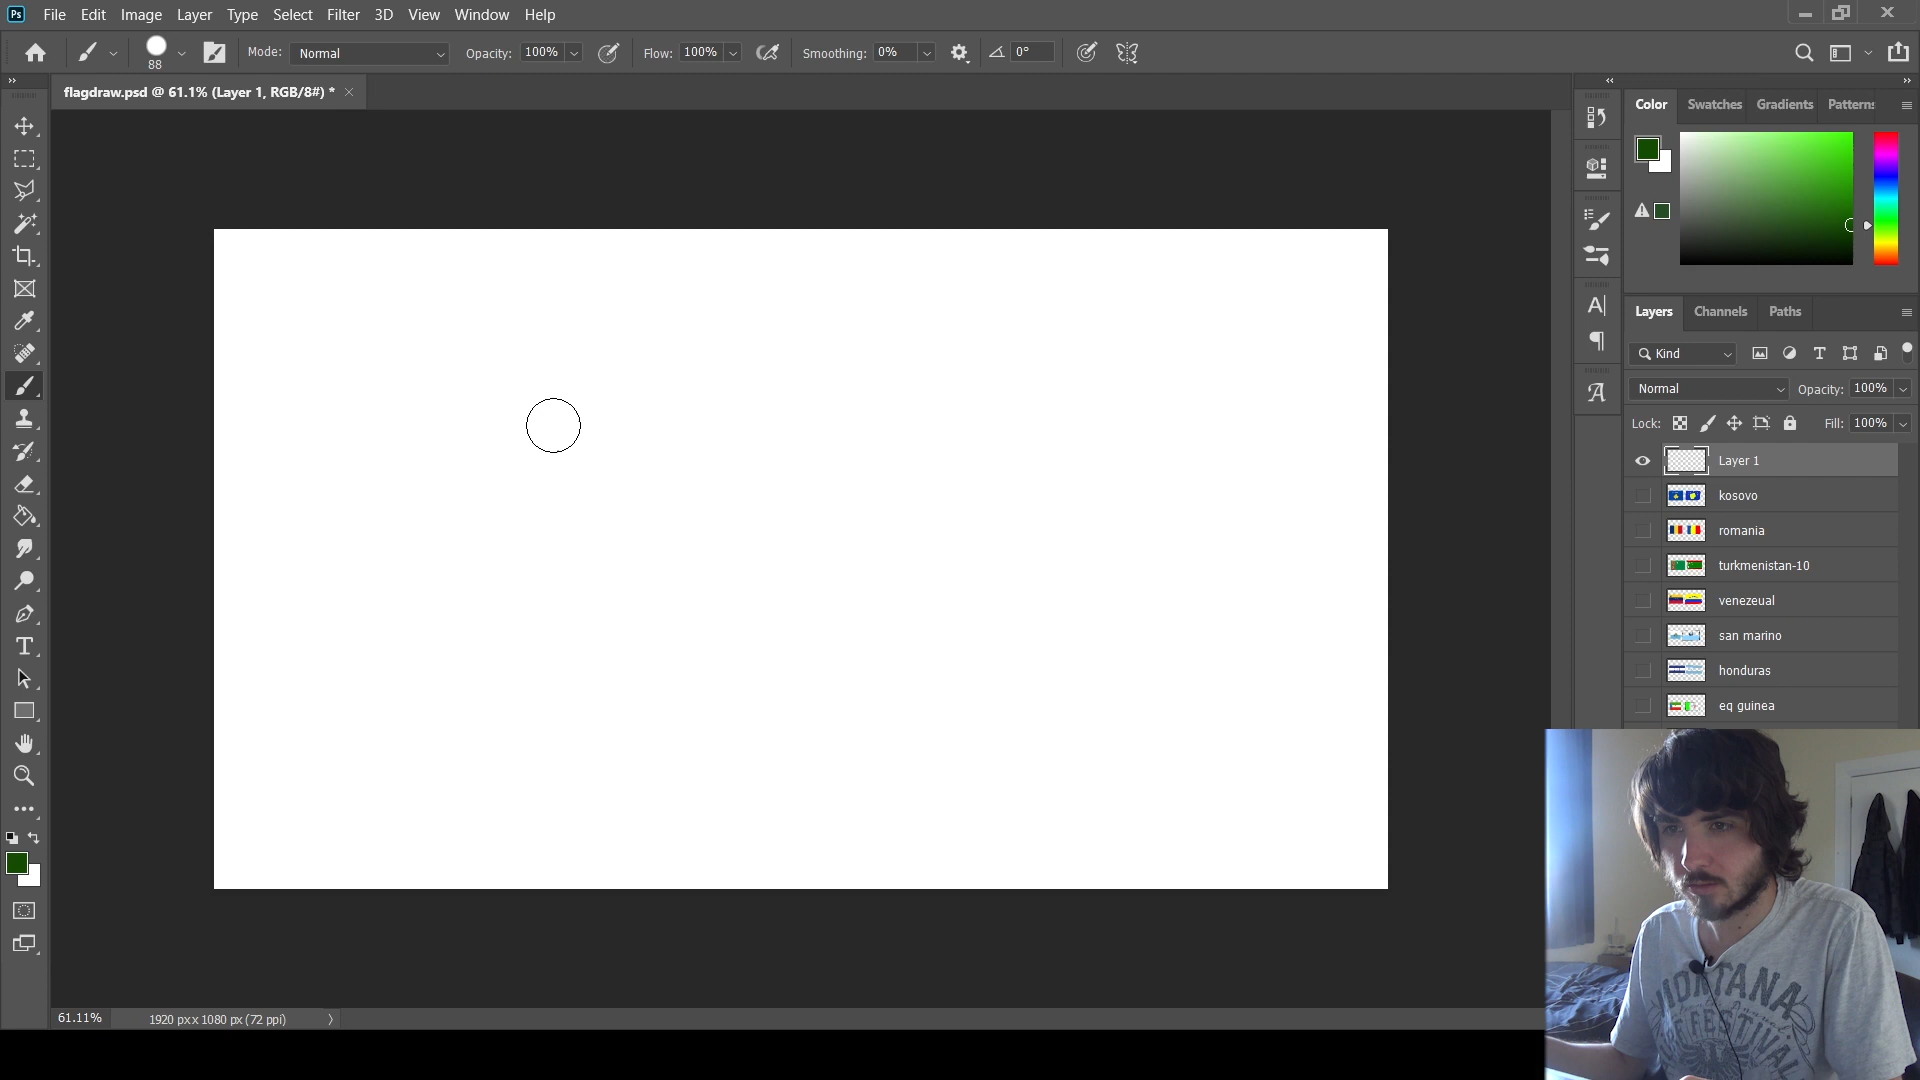 Ps File Edit Image Layer Type Select Filter 3D View Window Help
88 Mode: Normal Opacity: 100% Flow: 100% Smoothing: 0% 0°
flagdraw.psd @ 61.1% (Layer 1, RGB/8#) *
Color Swatches Gradients Patterns
Layers Channels Paths
Kind
Normal Opacity: 100%
Lock: Fill: 100%
Layer 1
kosovo
romania
turkmenistan-10
venezeual
san marino
honduras
eq guinea
61.11% 1920 px x 1080 px (72 ppi)
MONTANA